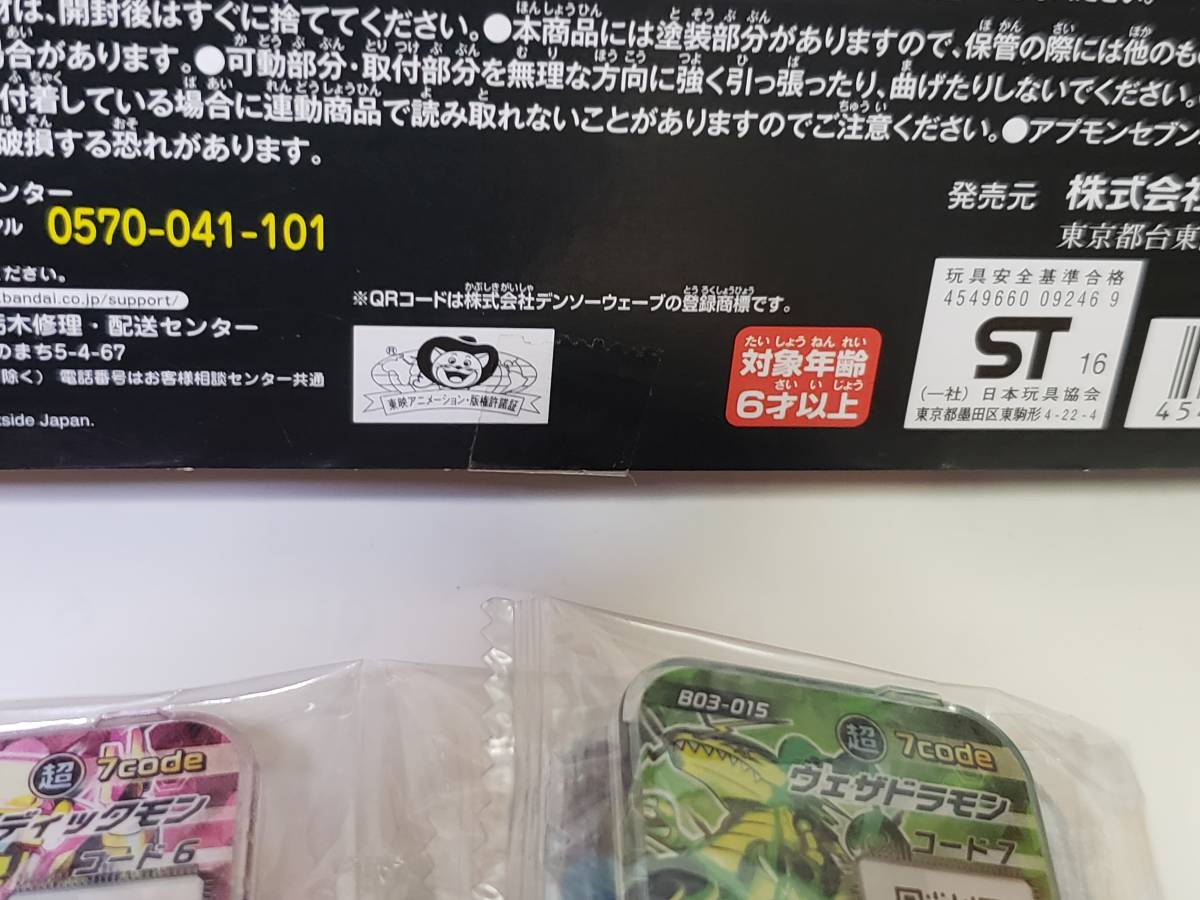 材は、開封後はすぐに捨ててください。●本商品には塗装部分がありますので、保管の際には他のも
場合があります。●可動部分・取付部分を無理な方向に強く引っ張ったり、曲げたりしないでください。
付着している場合に連動商品で読み取れないことがありますのでご注意ください。●アプモンセブン
破損する恐れがあります。
ンター
ル 0570-041-101
ださい。
.bandai.co.jp/support/
栃木修理・配送センター
のまち5-4-67
除く) 電話番号はお客様相談センター共通
side Japan.
※QRコードは株式会社デンソーウェーブの登録商標です。
®
東映アニメーション・版権許諾証
対象年齢
6才以上
発売元 株式会社
東京都台東
玩具安全基準合格
4549660 09246 9
ST 16
(一社) 日本玩具協会
東京都墨田区東駒形4-22-4
超 7code
ディックモン
コード6
B03-015
超 7code
ヴェザドラモン
コード7